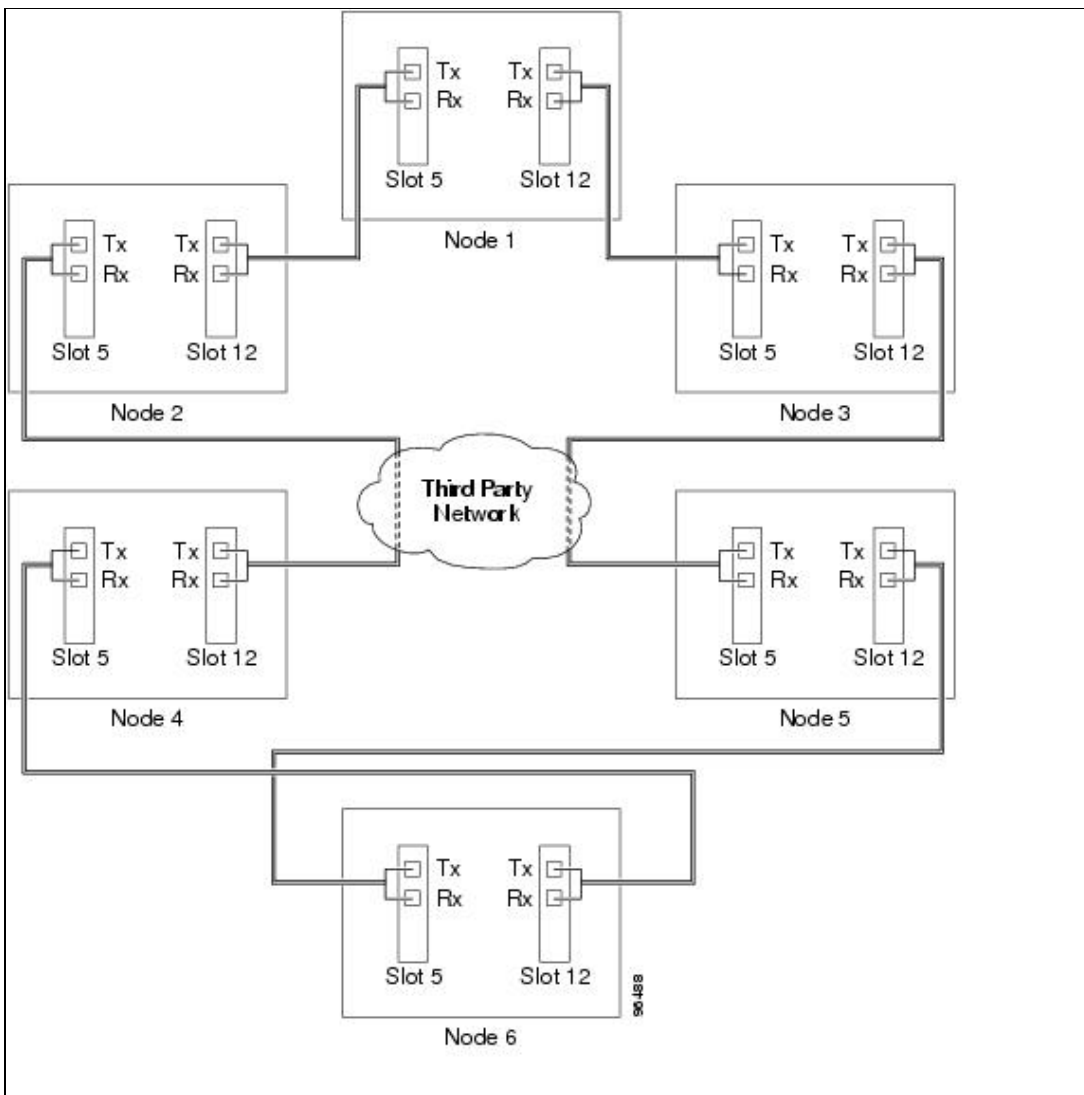 Tx Tx
Rx Rx
Slot 5 Slot 12
Node 1
Tx Tx
Rx Rx
Slot 5 Slot 12
Node 2
Tx Tx
Rx Rx
Slot 5 Slot 12
Node 3
Third Party
Network
Tx Tx
Rx Rx
Slot 5 Slot 12
Node 4
Tx Tx
Rx Rx
Slot 5 Slot 12
Node 5
Tx Tx
Rx Rx
Slot 5 Slot 12
Node 6
96488